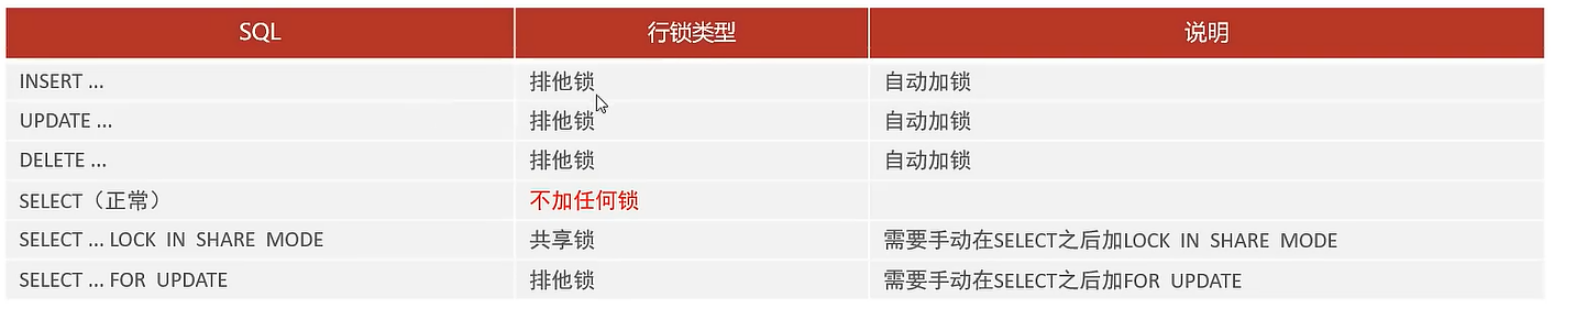 SQL 行锁类型 说明
INSERT ... 排他锁 自动加锁
UPDATE ... 排他锁 自动加锁
DELETE ... 排他锁 自动加锁
SELECT（正常） 不加任何锁
SELECT ... LOCK IN SHARE MODE 共享锁 需要手动在SELECT之后加LOCK IN SHARE MODE
SELECT ... FOR UPDATE 排他锁 需要手动在SELECT之后加FOR UPDATE